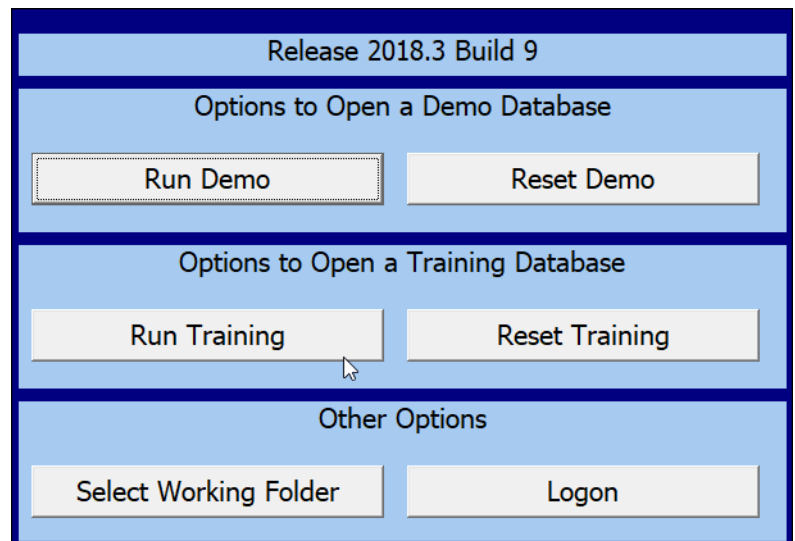 Release 2018.3 Build 9
Options to Open a Demo Database
Run Demo
Reset Demo
Options to Open a Training Database
Run Training
Reset Training
Other Options
Select Working Folder
Logon